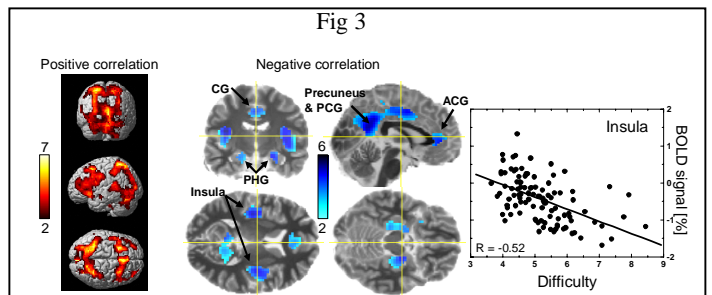 Fig 3
Positive correlation
Negative correlation
CG
Precuneus
& PCG
ACG
PHG
Insula
7
2
6
2
Insula
R = -0.52
2
1
0
-1
-2
BOLD signal [%]
3 4 5 6 7 8 9
Difficulty